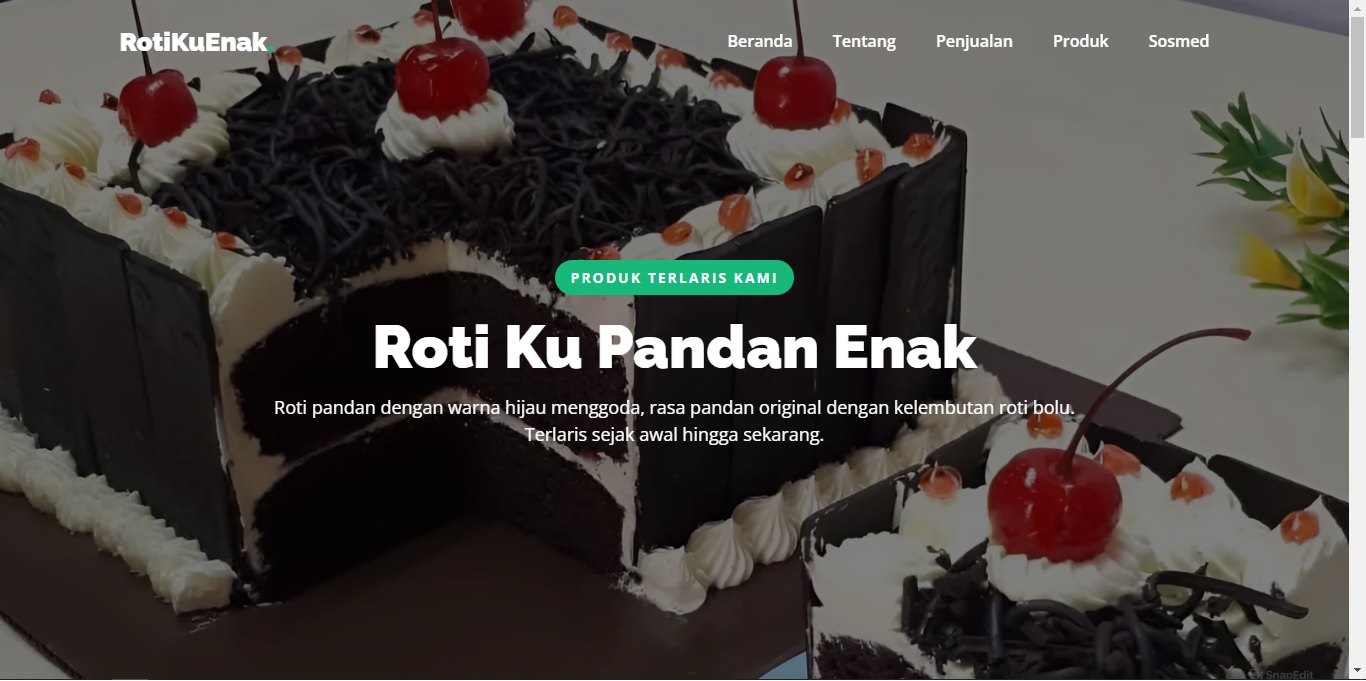 RotiKuEnak.
Beranda Tentang Penjualan Produk Sosmed
PRODUK TERLARIS KAMI
Roti Ku Pandan Enak
Roti pandan dengan warna hijau menggoda, rasa pandan original dengan kelembutan roti bolu.
Terlaris sejak awal hingga sekarang.
SnapEdit